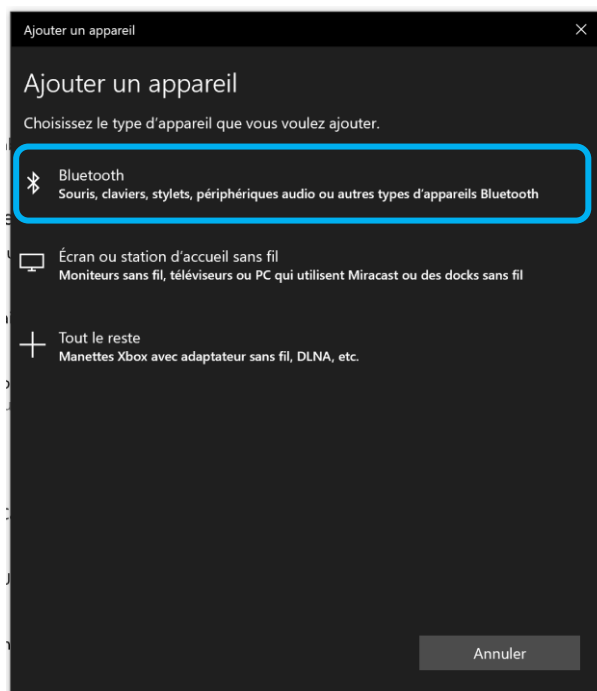 Ajouter un appareil
Ajouter un appareil
Choisissez le type d'appareil que vous voulez ajouter.
Bluetooth
Souris, claviers, stylets, périphériques audio ou autres types d'appareils Bluetooth
Écran ou station d'accueil sans fil
Moniteurs sans fil, téléviseurs ou PC qui utilisent Miracast ou des docks sans fil
Tout le reste
Manettes Xbox avec adaptateur sans fil, DLNA, etc.
Annuler